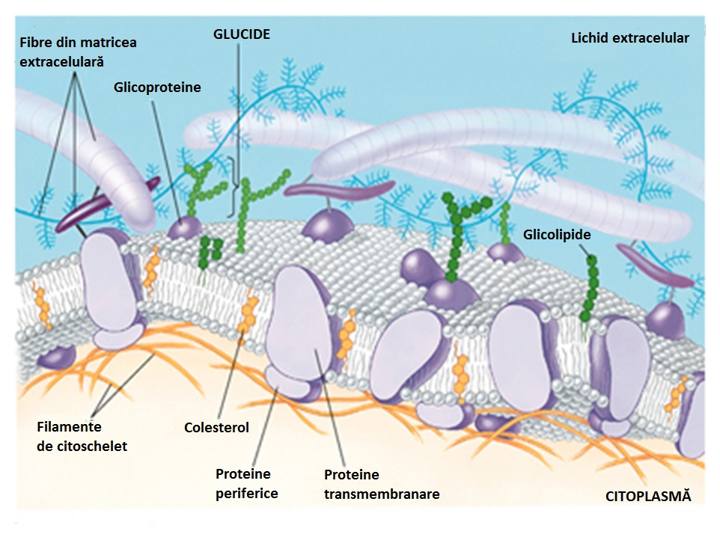 GLUCIDE
Lichid extracelular
Fibre din matricea
extracelulară
Glicoproteine
Glicolipide
Filamente
de citoschelet
Colesterol
Proteine
periferice
Proteine
transmembranare
CITOPLASMĂ